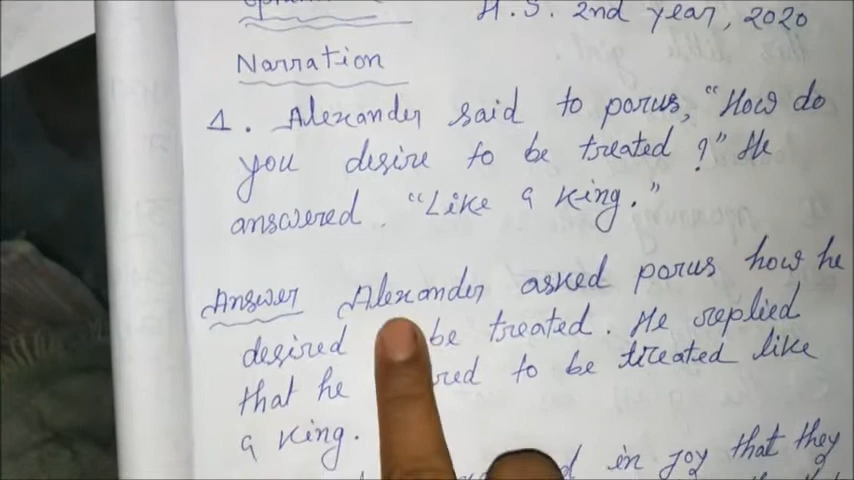 H.S. 2nd year, 2020
Narration
1. Alexander said to porus, "How do
you desire to be treated ?" He
answered. "Like a king."
Answer Alexander asked porus how he
desired be treated. He replied
that he to be treated like
a king.
in joy that they